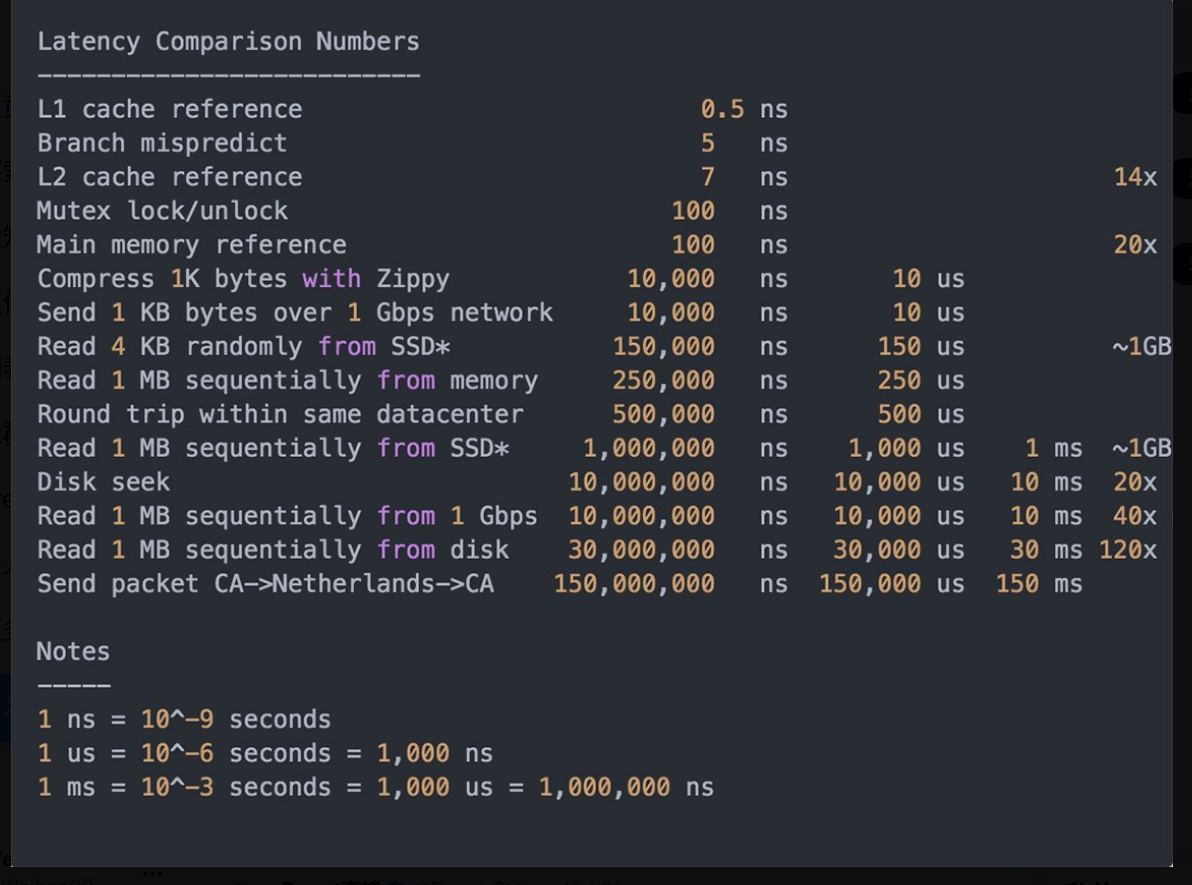 Latency Comparison Numbers
--------------------------
L1 cache reference 0.5 ns
Branch mispredict 5 ns
L2 cache reference 7 ns 14x
Mutex lock/unlock 100 ns
Main memory reference 100 ns 20x
Compress 1K bytes with Zippy 10,000 ns 10 us
Send 1 KB bytes over 1 Gbps network 10,000 ns 10 us
Read 4 KB randomly from SSD* 150,000 ns 150 us ~1GB
Read 1 MB sequentially from memory 250,000 ns 250 us
Round trip within same datacenter 500,000 ns 500 us
Read 1 MB sequentially from SSD* 1,000,000 ns 1,000 us 1 ms ~1GB
Disk seek 10,000,000 ns 10,000 us 10 ms 20x
Read 1 MB sequentially from 1 Gbps 10,000,000 ns 10,000 us 10 ms 40x
Read 1 MB sequentially from disk 30,000,000 ns 30,000 us 30 ms 120x
Send packet CA->Netherlands->CA 150,000,000 ns 150,000 us 150 ms
Notes
-----
1 ns = 10^-9 seconds
1 us = 10^-6 seconds = 1,000 ns
1 ms = 10^-3 seconds = 1,000 us = 1,000,000 ns